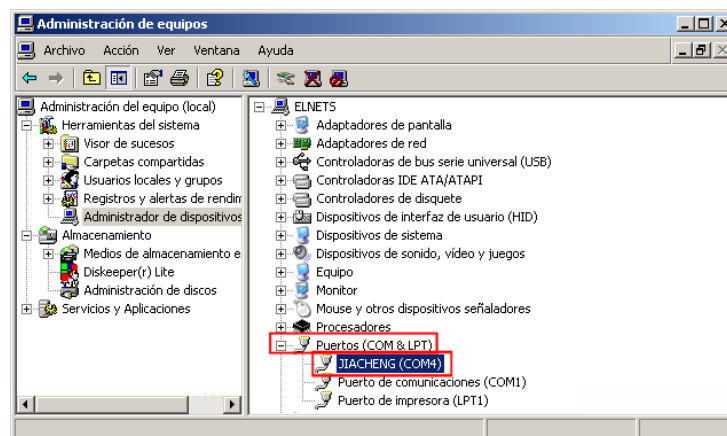 Administración de equipos
Archivo Acción Ver Ventana Ayuda
Administración del equipo (local)
Herramientas del sistema
Visor de sucesos
Carpetas compartidas
Usuarios locales y grupos
Registros y alertas de rendim
Administrador de dispositivos
Almacenamiento
Medios de almacenamiento e
Diskeeper(r) Lite
Administración de discos
Servicios y Aplicaciones
ELNETS
Adaptadores de pantalla
Adaptadores de red
Controladoras de bus serie universal (USB)
Controladoras IDE ATA/ATAPI
Controladores de disquete
Dispositivos de interfaz de usuario (HID)
Dispositivos de sistema
Dispositivos de sonido, vídeo y juegos
Equipo
Monitor
Mouse y otros dispositivos señaladores
Procesadores
Puertos (COM & LPT)
JIACHENG (COM4)
Puerto de comunicaciones (COM1)
Puerto de impresora (LPT1)